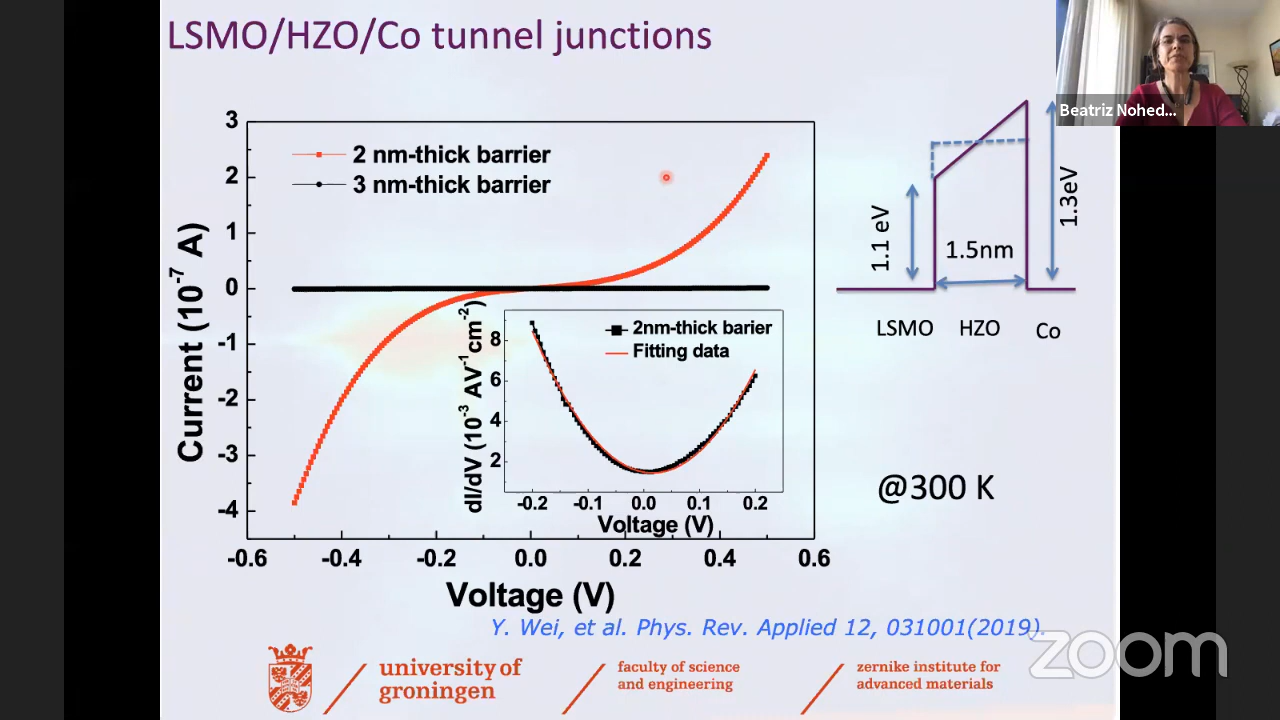 LSMO/HZO/Co tunnel junctions
Beatriz Nohed...
3
2
1
0
-1
-2
-3
-4
Current (10⁻⁷ A)
2 nm-thick barrier
3 nm-thick barrier
-0.6 -0.4 -0.2 0.0 0.2 0.4 0.6
Voltage (V)
8
6
4
2
dI/dV (10⁻³ AV⁻¹cm⁻²)
2nm-thick barier
Fitting data
-0.2 -0.1 0.0 0.1 0.2
Voltage (V)
1.1 eV
1.5nm
1.3eV
LSMO HZO Co
@300 K
Y. Wei, et al. Phys. Rev. Applied 12, 031001(2019).
university of
groningen
faculty of science
and engineering
zernike institute for
advanced materials
zoom